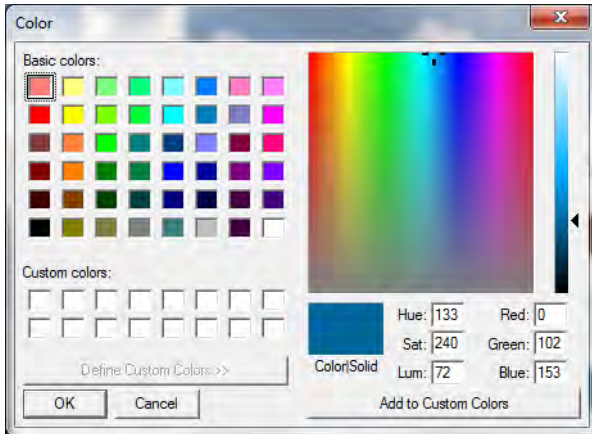 Color
Basic colors:
Custom colors:
Define Custom Colors >>
OK Cancel
Color|Solid
Hue: 133 Red: 0
Sat: 240 Green: 102
Lum: 72 Blue: 153
Add to Custom Colors